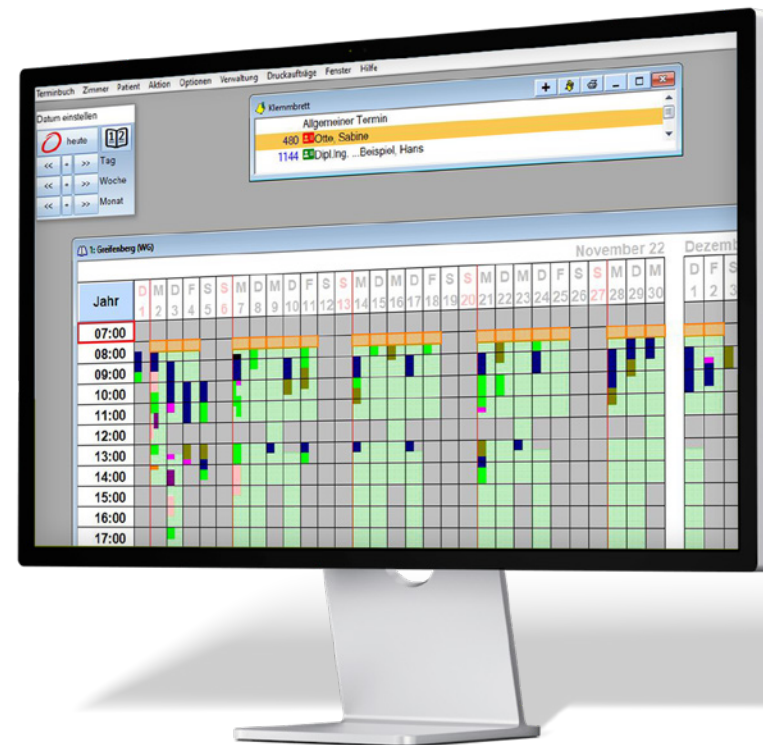 Terminbuch Zimmer Patient Aktion Optionen Verwaltung Druckaufträge Fenster Hilfe
Datum einstellen
heute 12
<< • >> Tag
<< • >> Woche
<< • >> Monat
Klemmbrett
Allgemeiner Termin
480 Otte, Sabine
1144 Dipl.Ing. ...Beispiel, Hans
1: Greifenberg (WG)
November 22 Dezemb
Jahr
D M D F S S M D M D F S S M D M D F S S M D M D F S S M D M D F S
1 2 3 4 5 6 7 8 9 10 11 12 13 14 15 16 17 18 19 20 21 22 23 24 25 26 27 28 29 30 1 2 3
07:00
08:00
09:00
10:00
11:00
12:00
13:00
14:00
15:00
16:00
17:00